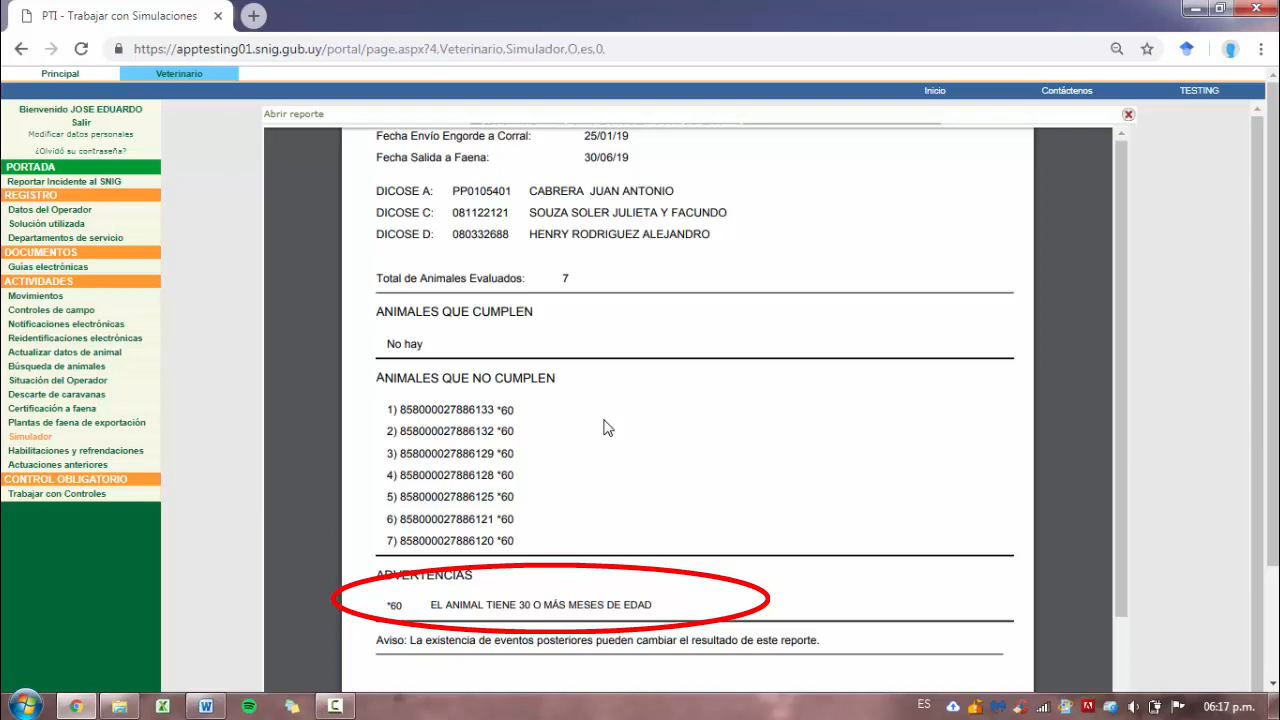 PTI - Trabajar con Simulaciones
https://apptesting01.snig.gub.uy/portal/page.aspx?4,Veterinario,Simulador,O,es,0,
Principal
Veterinario
Inicio
Contáctenos
TESTING
Bienvenido JOSE EDUARDO
Salir
Modificar datos personales
¿Olvidó su contraseña?
PORTADA
Reportar Incidente al SNIG
REGISTRO
Datos del Operador
Solución utilizada
Departamentos de servicio
DOCUMENTOS
Guías electrónicas
ACTIVIDADES
Movimientos
Controles de campo
Notificaciones electrónicas
Reidentificaciones electrónicas
Actualizar datos de animal
Búsqueda de animales
Situación del Operador
Descarte de caravanas
Certificación a faena
Plantas de faena de exportación
Simulador
Habilitaciones y refrendaciones
Actuaciones anteriores
CONTROL OBLIGATORIO
Trabajar con Controles
Abrir reporte
Fecha Envío Engorde a Corral: 25/01/19
Fecha Salida a Faena: 30/06/19
DICOSE A: PP0105401 CABRERA JUAN ANTONIO
DICOSE C: 081122121 SOUZA SOLER JULIETA Y FACUNDO
DICOSE D: 080332688 HENRY RODRIGUEZ ALEJANDRO
Total de Animales Evaluados: 7
ANIMALES QUE CUMPLEN
No hay
ANIMALES QUE NO CUMPLEN
1) 858000027886133 *60
2) 858000027886132 *60
3) 858000027886129 *60
4) 858000027886128 *60
5) 858000027886125 *60
6) 858000027886121 *60
7) 858000027886120 *60
ADVERTENCIAS
*60 EL ANIMAL TIENE 30 O MÁS MESES DE EDAD
Aviso: La existencia de eventos posteriores pueden cambiar el resultado de este reporte.
ES
06:17 p.m.